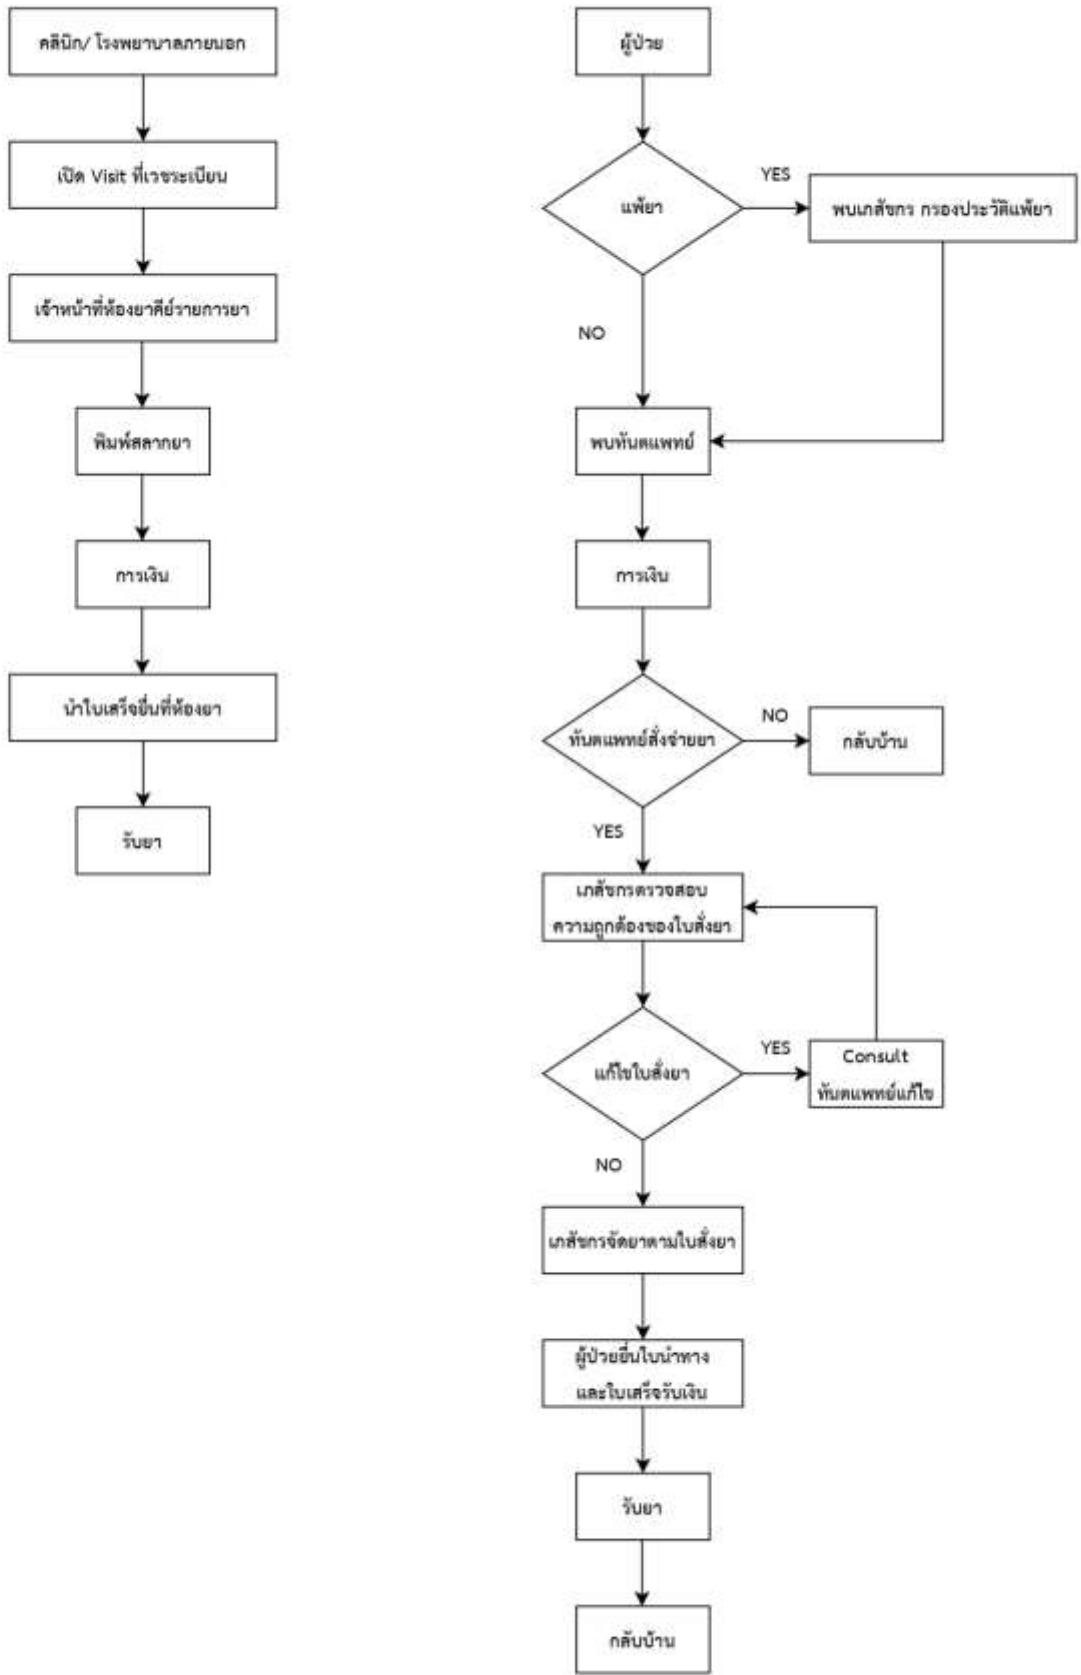 คลินิก/ โรงพยาบาลภายนอก
เปิด Visit ที่เวชระเบียน
เจ้าหน้าที่ห้องยาคีย์รายการยา
พิมพ์สลากยา
การเงิน
นำใบเสร็จยื่นที่ห้องยา
รับยา
ผู้ป่วย
แพ้ยา
YES
พบเภสัชกร กรองประวัติแพ้ยา
NO
พบทันตแพทย์
การเงิน
ทันตแพทย์สั่งจ่ายยา
NO
กลับบ้าน
YES
เภสัชกรตรวจสอบ
ความถูกต้องของใบสั่งยา
แก้ไขใบสั่งยา
YES
Consult
ทันตแพทย์แก้ไข
NO
เภสัชกรจัดยาตามใบสั่งยา
ผู้ป่วยยื่นใบนำทาง
และใบเสร็จรับเงิน
รับยา
กลับบ้าน